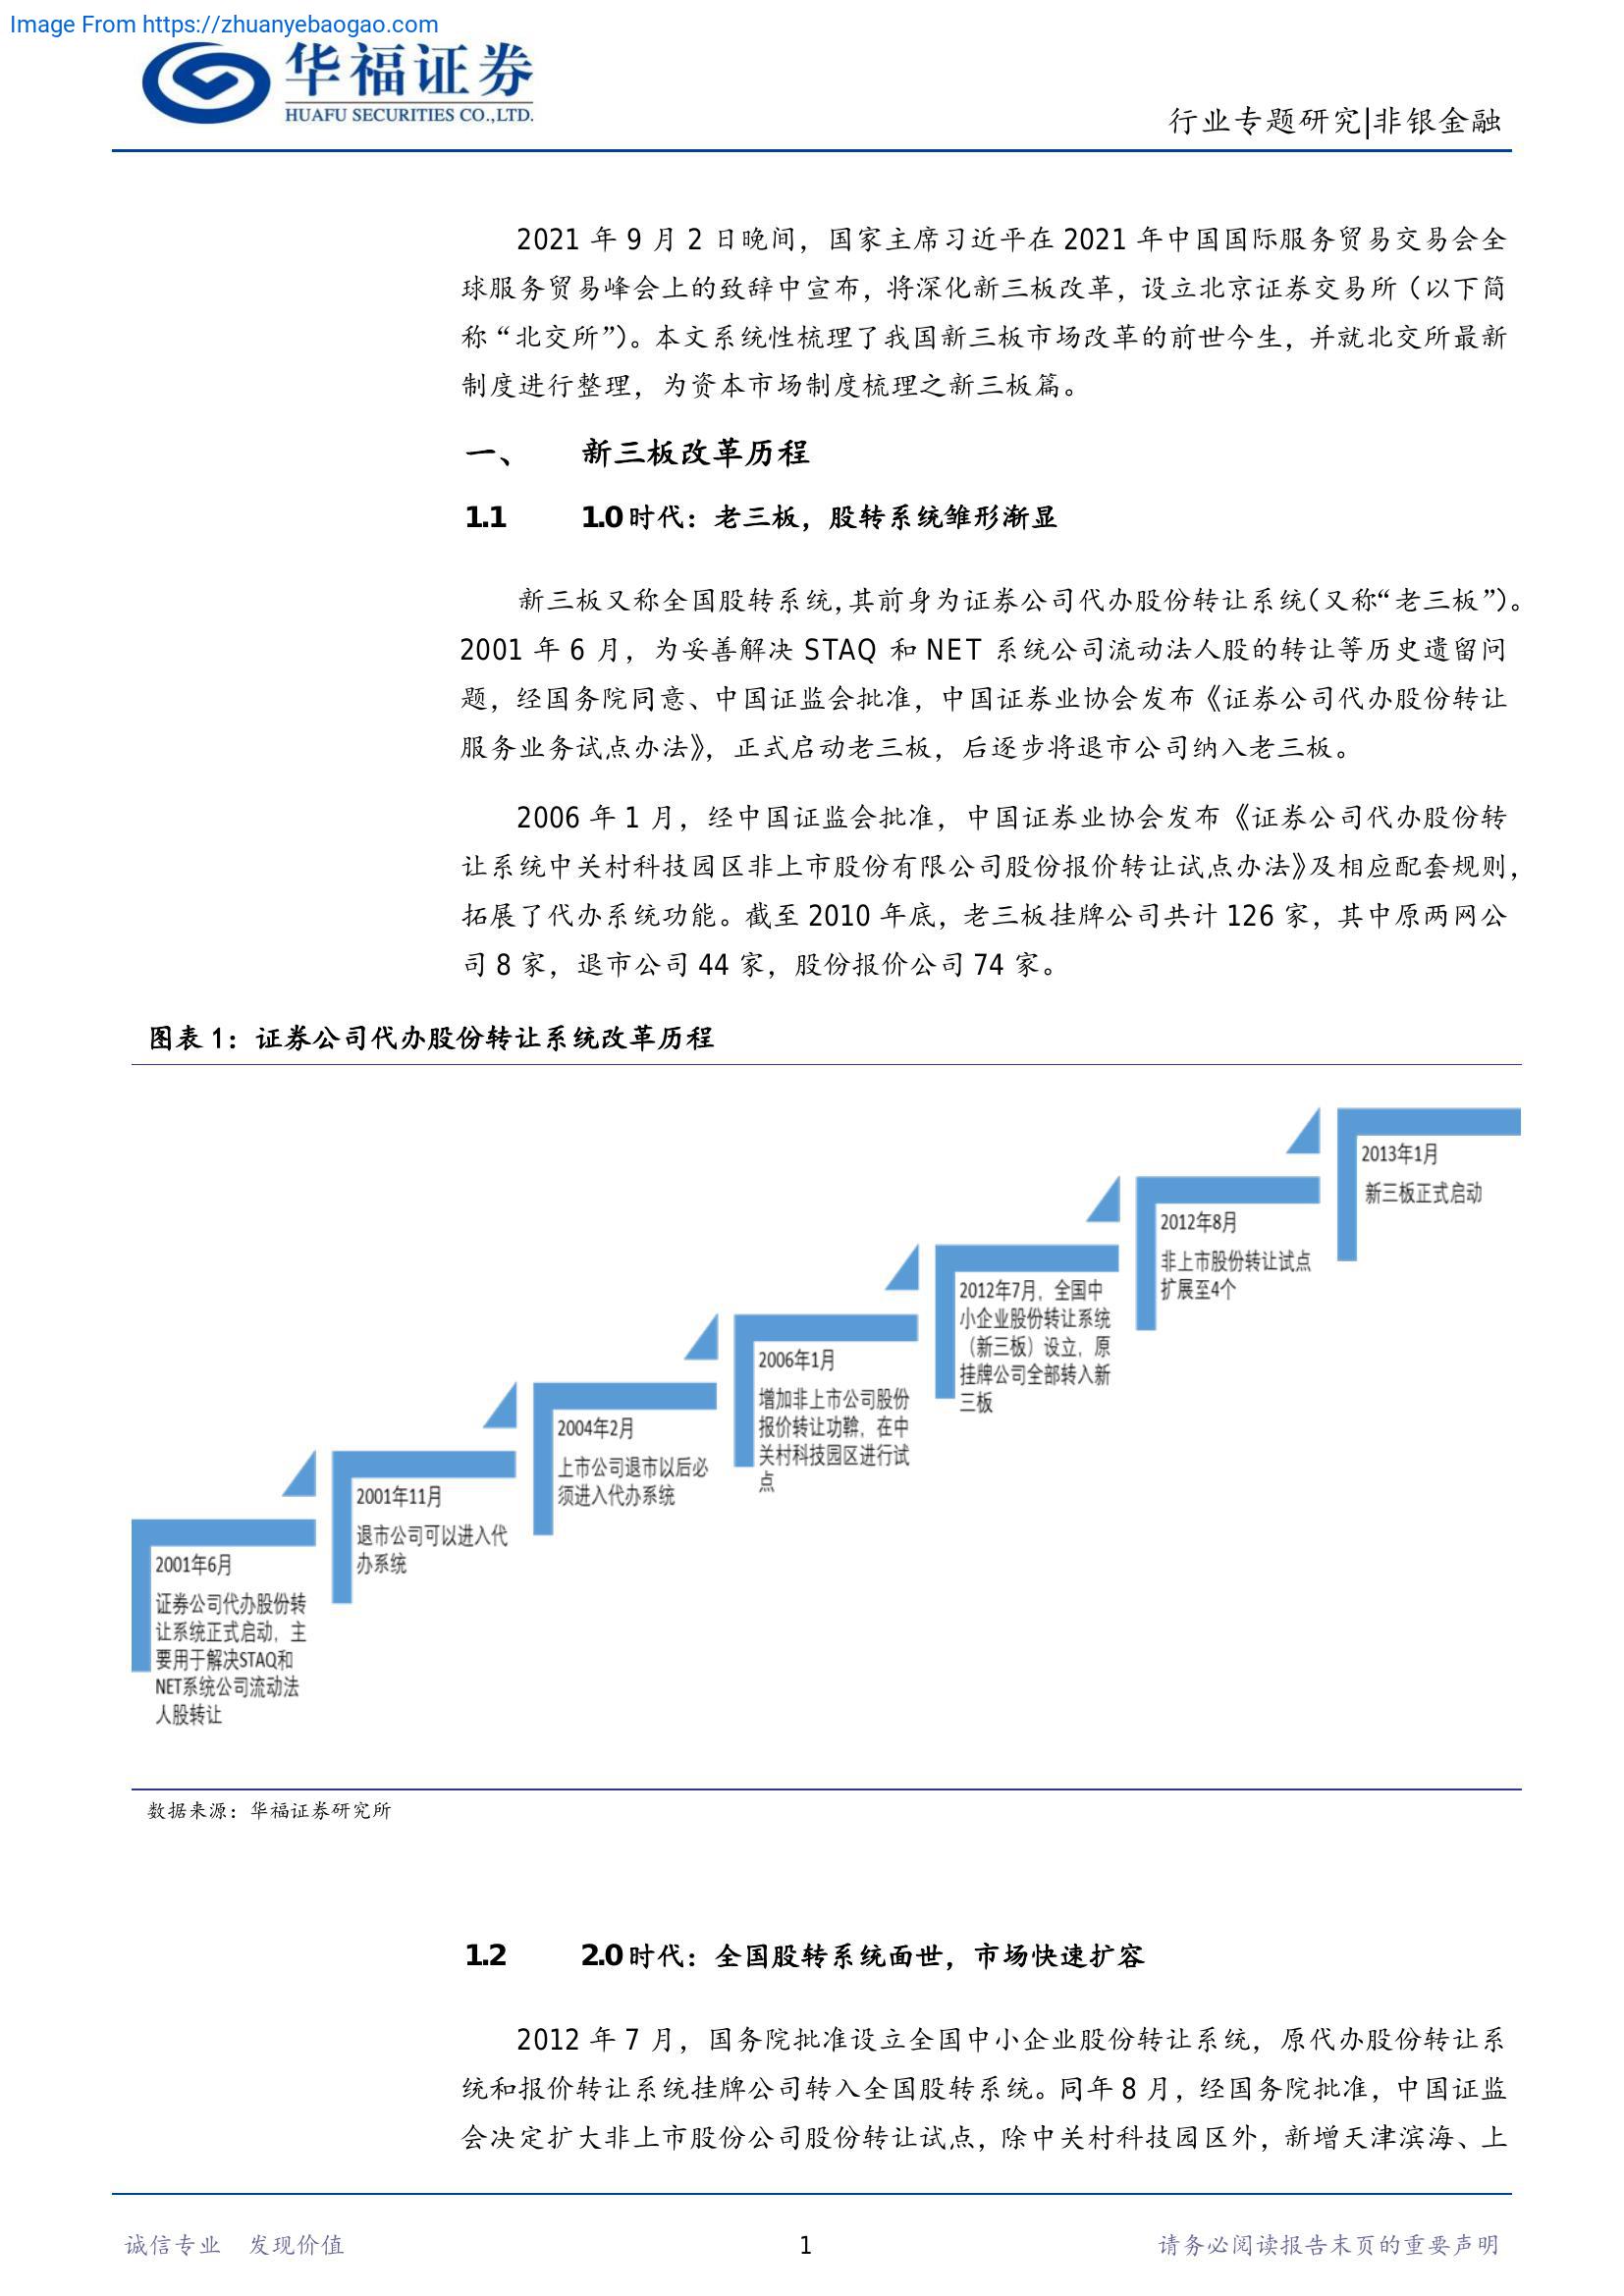 Image From https://zhuanyebaogao.com
华福证券
HUAFU SECURITIES CO.,LTD.
行业专题研究|非银金融
2021 年 9 月 2 日晚间，国家主席习近平在 2021 年中国国际服务贸易交易会全
球服务贸易峰会上的致辞中宣布，将深化新三板改革，设立北京证券交易所（以下简
称“北交所”）。本文系统性梳理了我国新三板市场改革的前世今生，并就北交所最新
制度进行整理，为资本市场制度梳理之新三板篇。
一、 新三板改革历程
1.1 1.0 时代：老三板，股转系统雏形渐显
新三板又称全国股转系统，其前身为证券公司代办股份转让系统（又称“老三板”）。
2001 年 6 月，为妥善解决 STAQ 和 NET 系统公司流动法人股的转让等历史遗留问
题，经国务院同意、中国证监会批准，中国证券业协会发布《证券公司代办股份转让
服务业务试点办法》，正式启动老三板，后逐步将退市公司纳入老三板。
2006 年 1 月，经中国证监会批准，中国证券业协会发布《证券公司代办股份转
让系统中关村科技园区非上市股份有限公司股份报价转让试点办法》及相应配套规则，
拓展了代办系统功能。截至 2010 年底，老三板挂牌公司共计 126 家，其中原两网公
司 8 家，退市公司 44 家，股份报价公司 74 家。
图表 1：证券公司代办股份转让系统改革历程
2001年6月
证券公司代办股份转
让系统正式启动，主
要用于解决STAQ和
NET系统公司流动法
人股转让
2001年11月
退市公司可以进入代
办系统
2004年2月
上市公司退市以后必
须进入代办系统
2006年1月
增加非上市公司股份
报价转让功，在中
关村科技园区进行试
点
2012年7月，全国中
小企业股份转让系统
（新三板）设立，原
挂牌公司全部转入新
三板
2012年8月
非上市股份转让试点
扩展至4个
2013年1月
新三板正式启动
数据来源：华福证券研究所
1.2 2.0 时代：全国股转系统面世，市场快速扩容
2012 年 7 月，国务院批准设立全国中小企业股份转让系统，原代办股份转让系
统和报价转让系统挂牌公司转入全国股转系统。同年 8 月，经国务院批准，中国证监
会决定扩大非上市股份公司股份转让试点，除中关村科技园区外，新增天津滨海、上
诚信专业 发现价值
1
请务必阅读报告末页的重要声明